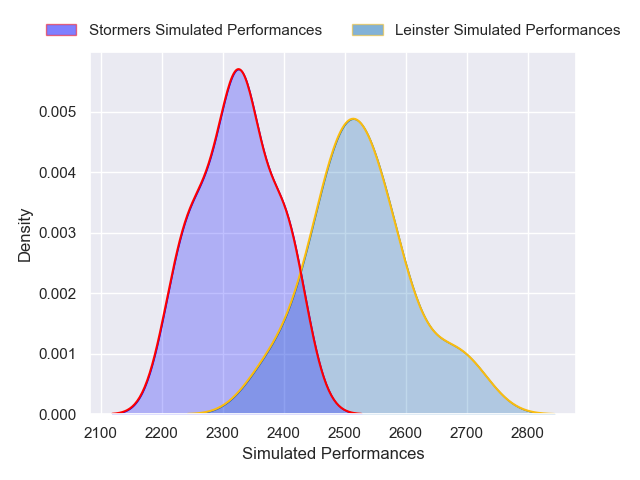 Stormers Simulated Performances Leinster Simulated Performances
0.005
0.004
0.003
0.002
0.001
0.000
Density
2100 2200 2300 2400 2500 2600 2700 2800
Simulated Performances